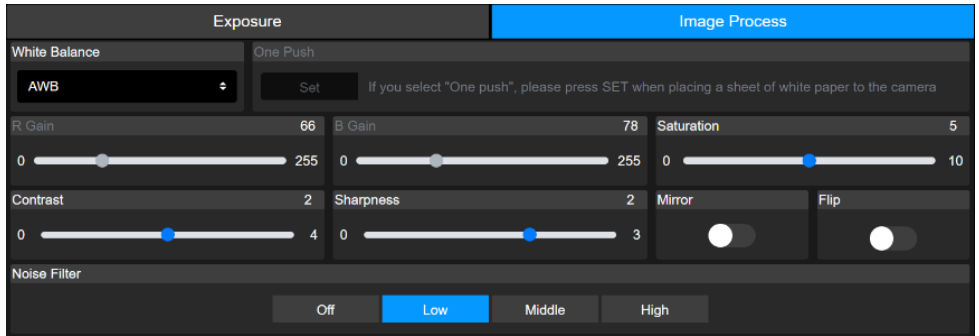 Exposure Image Process
White Balance One Push
AWB Set If you select "One push", please press SET when placing a sheet of white paper to the camera
R Gain 66 B Gain 78 Saturation 5
0 255 0 255 0 10
Contrast 2 Sharpness 2 Mirror Flip
0 4 0 3
Noise Filter
Off Low Middle High